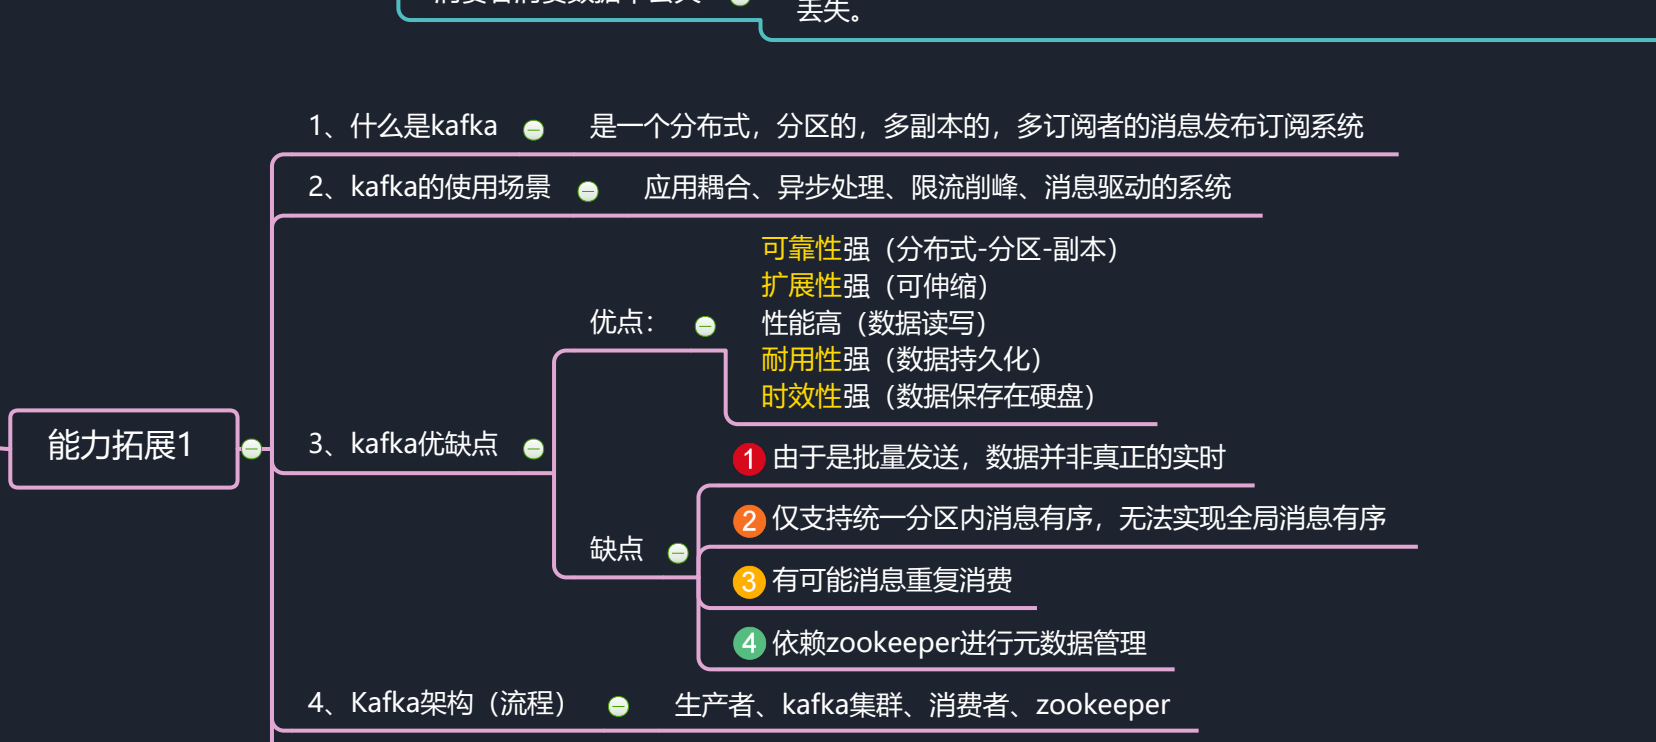 丢失。
1、什么是kafka
是一个分布式，分区的，多副本的，多订阅者的消息发布订阅系统
2、kafka的使用场景
应用耦合、异步处理、限流削峰、消息驱动的系统
能力拓展1
3、kafka优缺点
优点：
可靠性强（分布式-分区-副本）
扩展性强（可伸缩）
性能高（数据读写）
耐用性强（数据持久化）
时效性强（数据保存在硬盘）
缺点
1 由于是批量发送，数据并非真正的实时
2 仅支持统一分区内消息有序，无法实现全局消息有序
3 有可能消息重复消费
4 依赖zookeeper进行元数据管理
4、Kafka架构（流程）
生产者、kafka集群、消费者、zookeeper